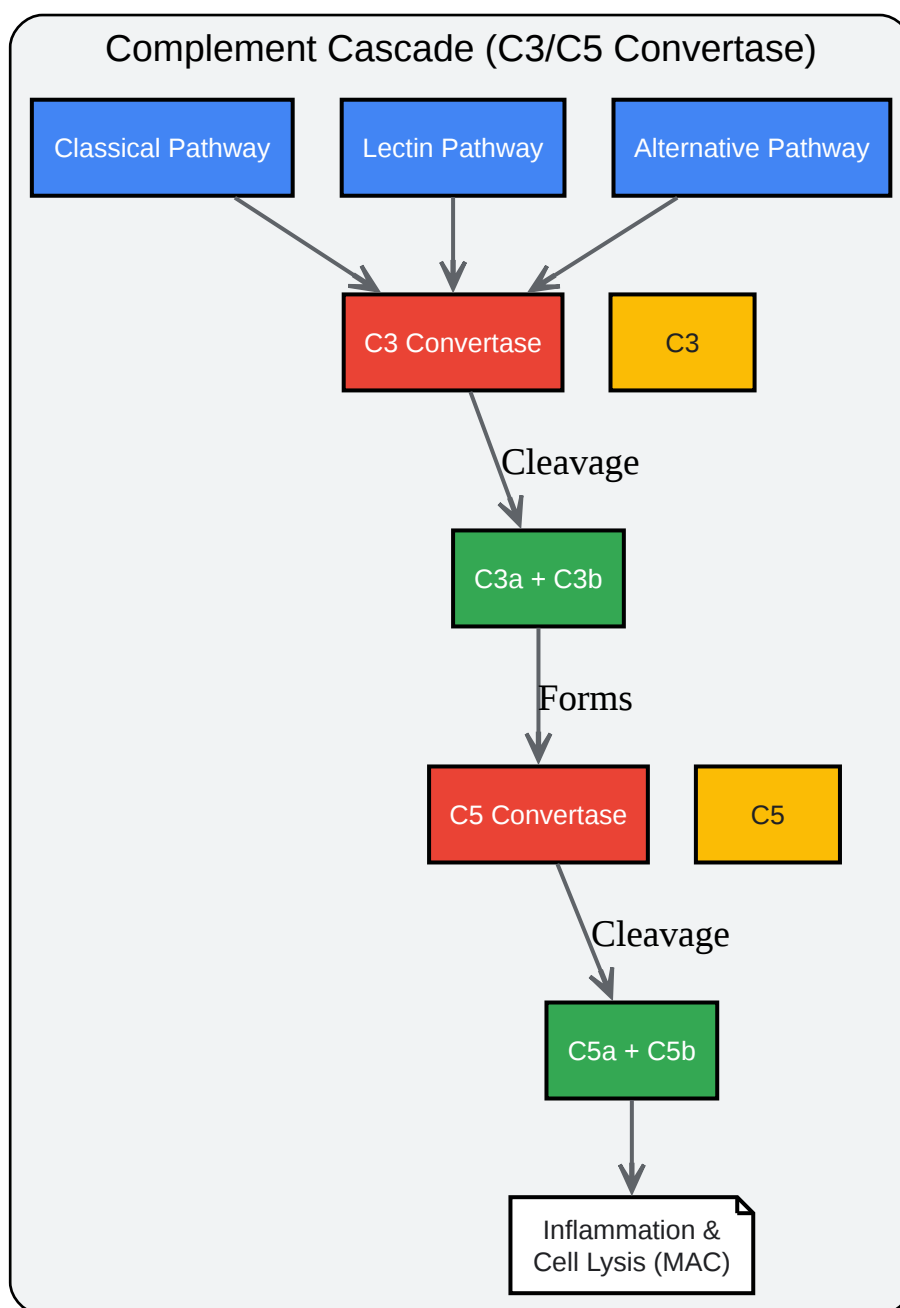 Complement Cascade (C3/C5 Convertase)
Classical Pathway
Lectin Pathway
Alternative Pathway
C3 Convertase
C3
Cleavage
C3a + C3b
Forms
C5 Convertase
C5
Cleavage
C5a + C5b
Inflammation &
Cell Lysis (MAC)